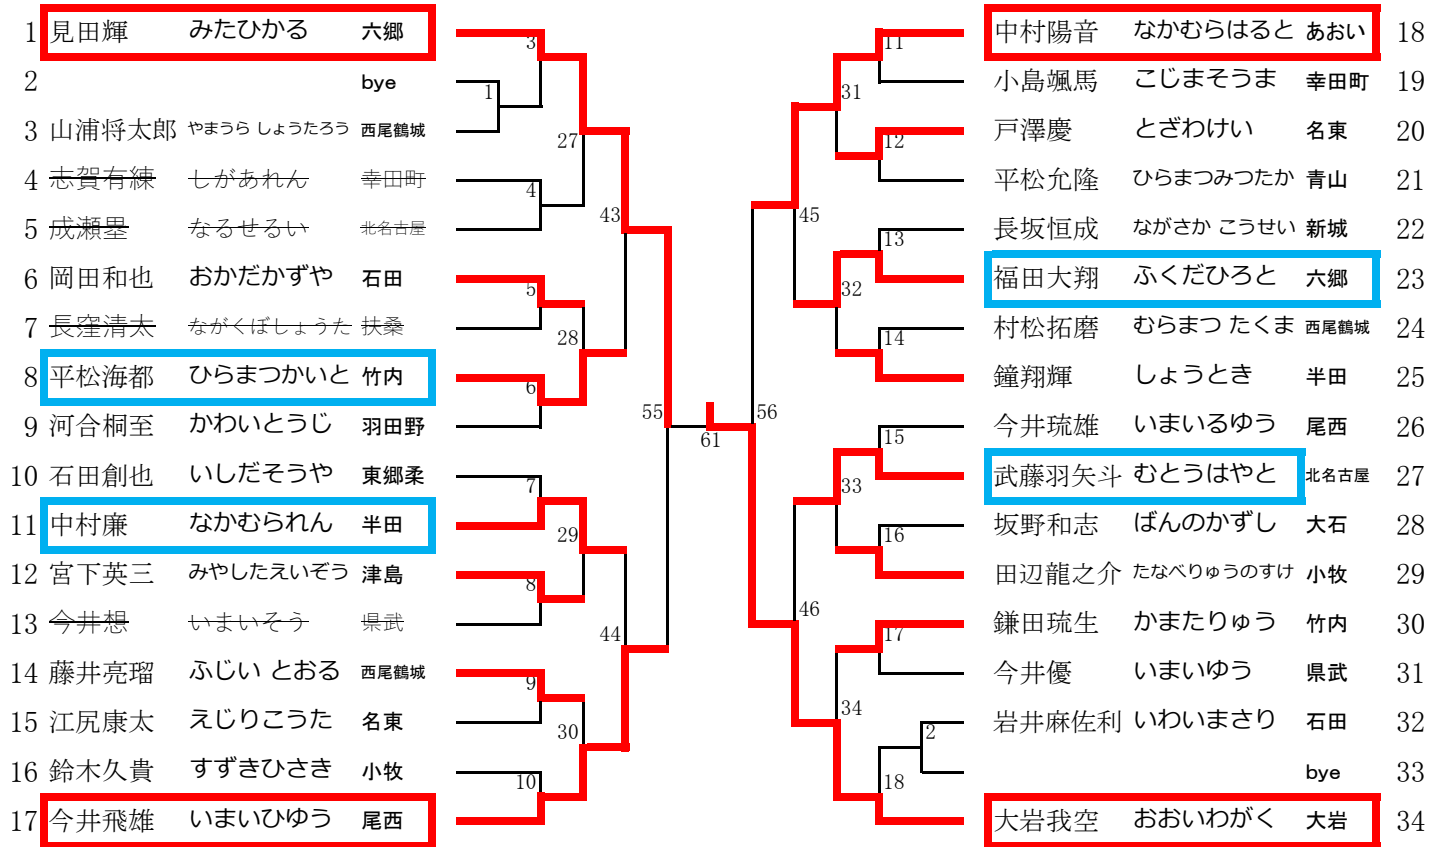 1 見田輝 みたひかる 六郷
2 bye
3 山浦将太郎 やまうら しょうたろう 西尾鶴城
4 志賀有練 しがあれん 幸田町
5 成瀬塁 なるせるい 北名古屋
6 岡田和也 おかだかずや 石田
7 長窪清太 ながくぼしょうた 扶桑
8 平松海都 ひらまつかいと 竹内
9 河合桐至 かわいとうじ 羽田野
10 石田創也 いしだそうや 東郷柔
11 中村廉 なかむられん 半田
12 宮下英三 みやしたえいぞう 津島
13 今井想 いまいそう 県武
14 藤井亮瑠 ふじい とおる 西尾鶴城
15 江尻康太 えじりこうた 名東
16 鈴木久貴 すずきひさき 小牧
17 今井飛雄 いまいひゆう 尾西
3
1
27
4
43
5
28
6
55
7
29
8
44
9
30
10
61
11
31
12
45
13
32
14
56
15
33
16
46
17
34
2
18
中村陽音 なかむらはると あおい 18
小島颯馬 こじまそうま 幸田町 19
戸澤慶 とざわけい 名東 20
平松允隆 ひらまつみつたか 青山 21
長坂恒成 ながさか こうせい 新城 22
福田大翔 ふくだひろと 六郷 23
村松拓磨 むらまつ たくま 西尾鶴城 24
鐘翔輝 しょうとき 半田 25
今井琉雄 いまいるゆう 尾西 26
武藤羽矢斗 むとうはやと 北名古屋 27
坂野和志 ばんのかずし 大石 28
田辺龍之介 たなべりゅうのすけ 小牧 29
鎌田琉生 かまたりゅう 竹内 30
今井優 いまいゆう 県武 31
岩井麻佐利 いわいまさり 石田 32
bye 33
大岩我空 おおいわがく 大岩 34